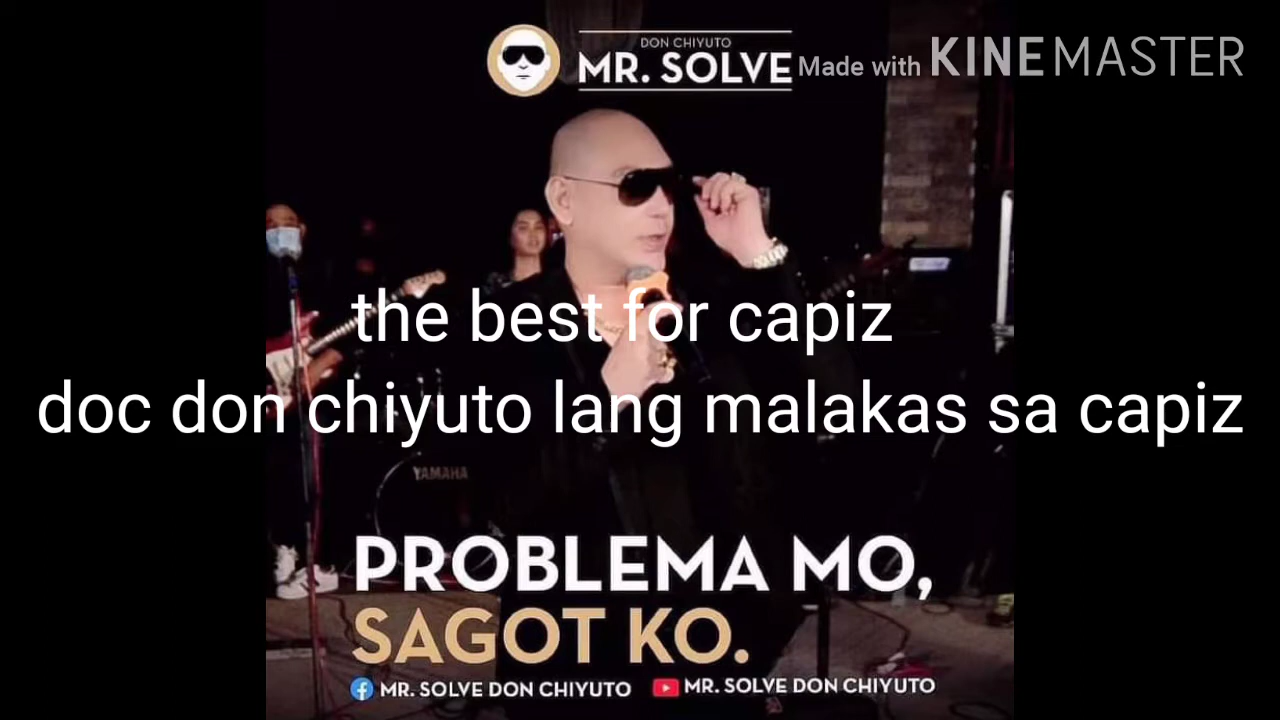 DON CHIYUTO
MR. SOLVE
Made with KINEMASTER
the best for capiz
doc don chiyuto lang malakas sa capiz
YAMAHA
PROBLEMA MO,
SAGOT KO.
MR. SOLVE DON CHIYUTO
MR. SOLVE DON CHIYUTO